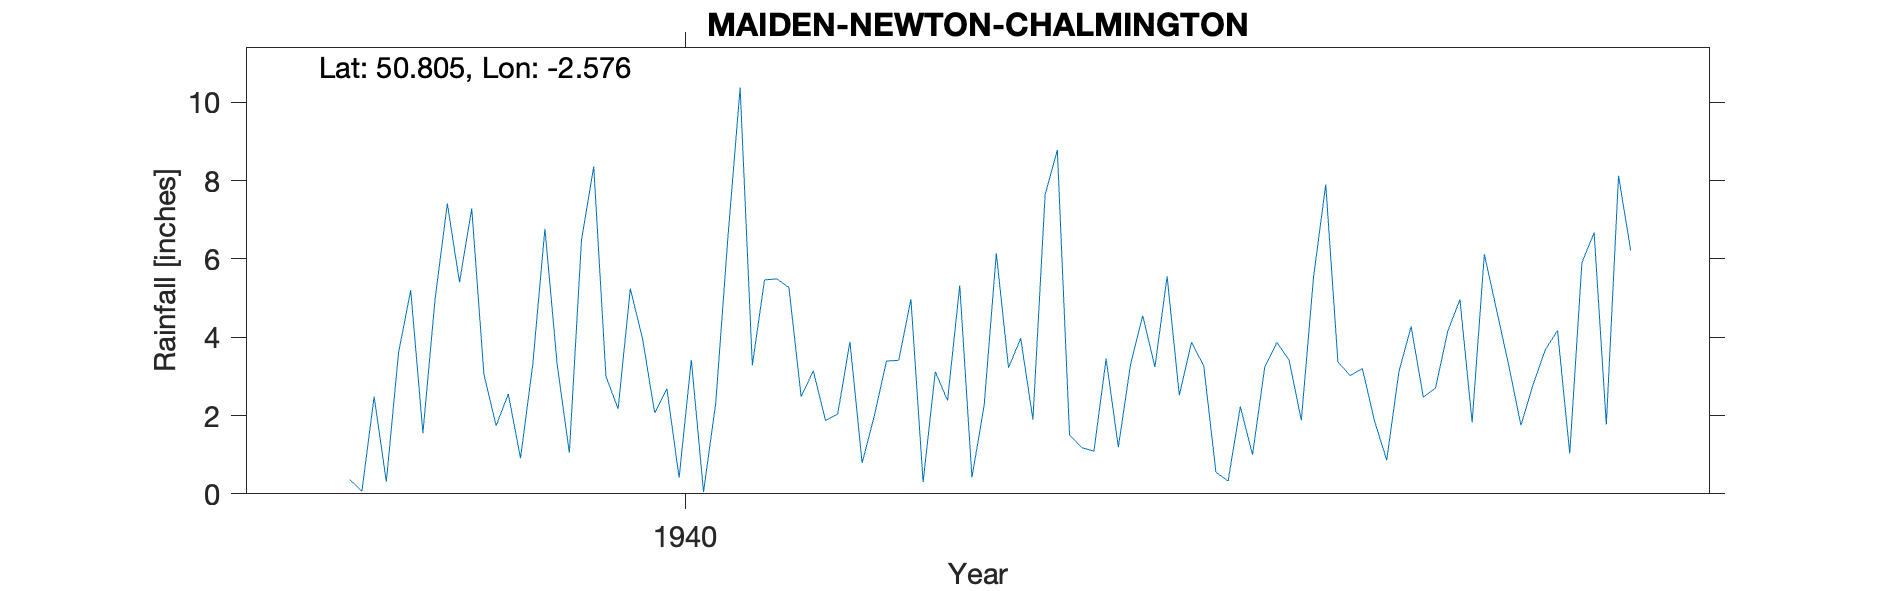 MAIDEN-NEWTON-CHALMINGTON
Lat: 50.805, Lon: -2.576
10
8
6
4
2
0
Rainfall [inches]
1940
Year